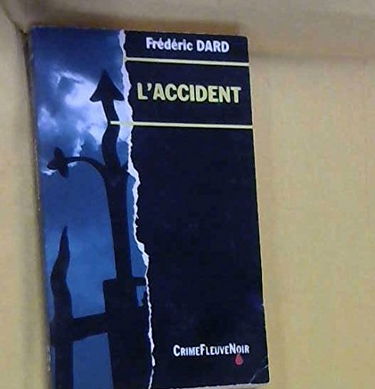 Frédéric DARD
L'ACCIDENT
CRIMEFLEUVENOIR